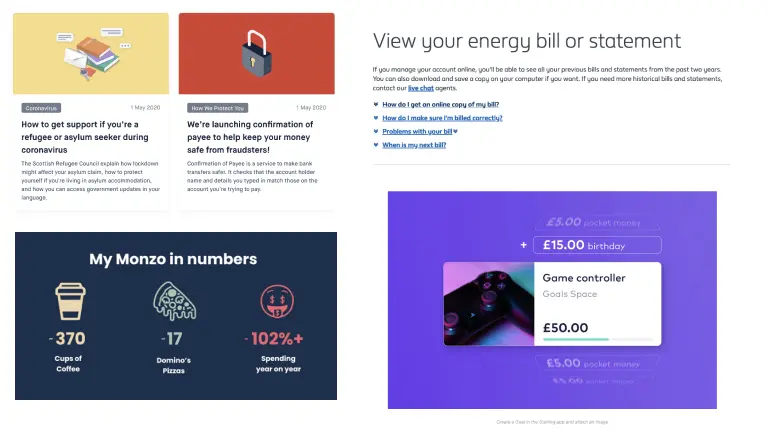 Coronavirus
1 May 2020
How to get support if you're a
refugee or asylum seeker during
coronavirus
The Scottish Refugee Council explain how lockdown
might affect your asylum claim, how to protect
yourself if you're living in asylum accommodation,
and how you can access government updates in your
language.
How We Protect You
1 May 2020
We're launching confirmation of
payee to help keep your money
safe from fraudsters!
Confirmation of Payee is a service to make bank
transfers safer. It checks that the account holder
name and details you typed in match those on the
account you're trying to pay.
My Monzo in numbers
-370
Cups of
Coffee
-17
Domino's
Pizzas
-102%+
Spending
year on year
View your energy bill or statement
If you manage your account online, you'll be able to see all your previous bills and statements from the past two years.
You can also download and save a copy on your computer if you want. If you need more historical bills and statements,
contact our live chat agents.
How do I get an online copy of my bill?
How do I make sure I'm billed correctly?
Problems with your bill
When is my next bill?
£5.00 pocket money
+ £15.00 birthday
Game controller
Goals Space
£50.00
£5.00 pocket money
£5.00 pocket money
Create a Goal in the Starling app and attach an image